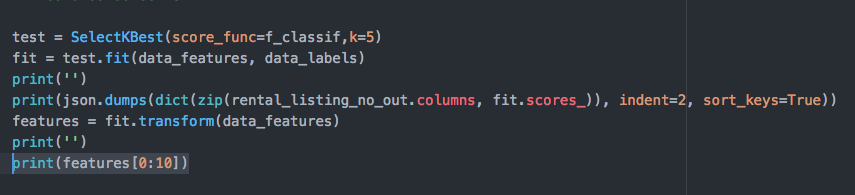 test = SelectKBest(score_func=f_classif,k=5)
fit = test.fit(data_features, data_labels)
print('')
print(json.dumps(dict(zip(rental_listing_no_out.columns, fit.scores_)), indent=2, sort_keys=True))
features = fit.transform(data_features)
print('')
print(features[0:10])